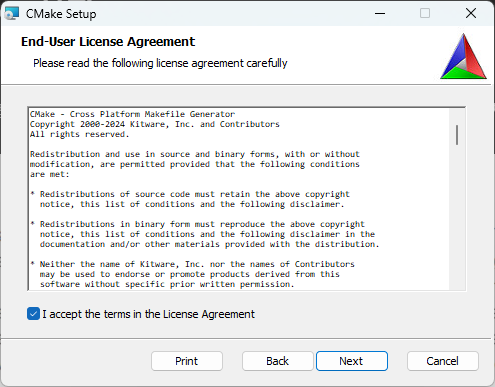 CMake Setup
End-User License Agreement
Please read the following license agreement carefully
CMake - Cross Platform Makefile Generator
Copyright 2000-2024 Kitware, Inc. and Contributors
All rights reserved.
Redistribution and use in source and binary forms, with or without
modification, are permitted provided that the following conditions
are met:
* Redistributions of source code must retain the above copyright
notice, this list of conditions and the following disclaimer.
* Redistributions in binary form must reproduce the above copyright
notice, this list of conditions and the following disclaimer in the
documentation and/or other materials provided with the distribution.
* Neither the name of Kitware, Inc. nor the names of Contributors
may be used to endorse or promote products derived from this
software without specific prior written permission.
I accept the terms in the License Agreement
Print
Back
Next
Cancel